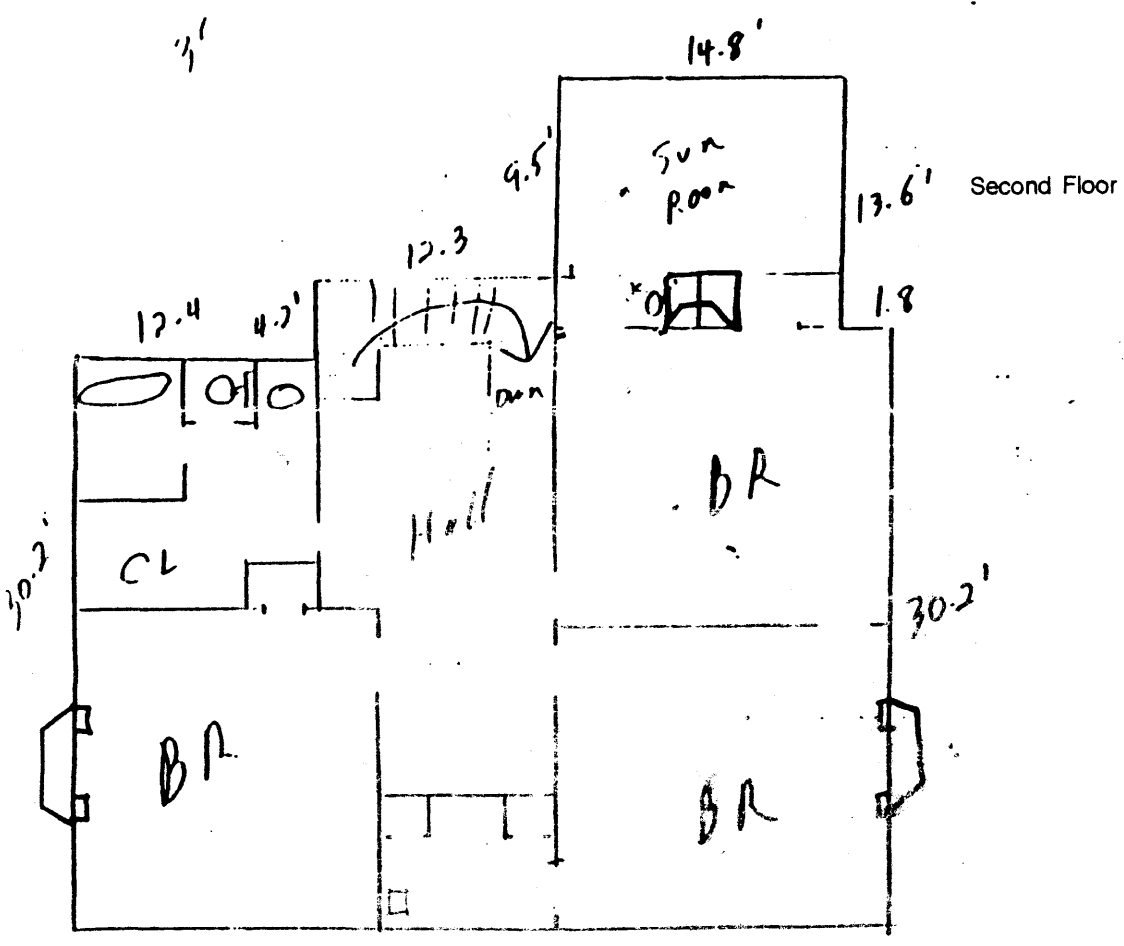 14.8'
9.5'
Sun
Room
13.6'
Second Floor
12.3
12.4
4.2'
1.8
Down
BR
Hall
CL
30.2'
30.2'
BR
BR